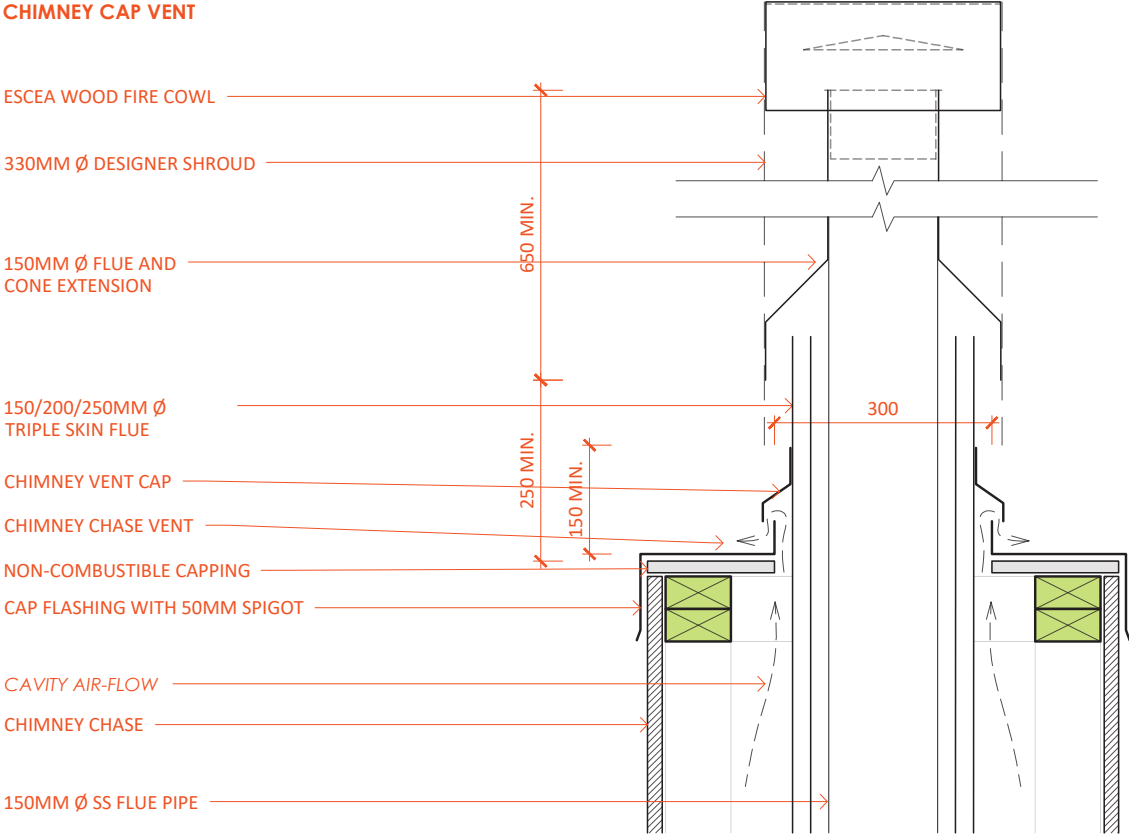 CHIMNEY CAP VENT
ESCEA WOOD FIRE COWL
330MM Ø DESIGNER SHROUD
650 MIN.
150MM Ø FLUE AND
CONE EXTENSION
150/200/250MM Ø
TRIPLE SKIN FLUE
300
250 MIN.
150 MIN.
CHIMNEY VENT CAP
CHIMNEY CHASE VENT
NON-COMBUSTIBLE CAPPING
CAP FLASHING WITH 50MM SPIGOT
CAVITY AIR-FLOW
CHIMNEY CHASE
150MM Ø SS FLUE PIPE